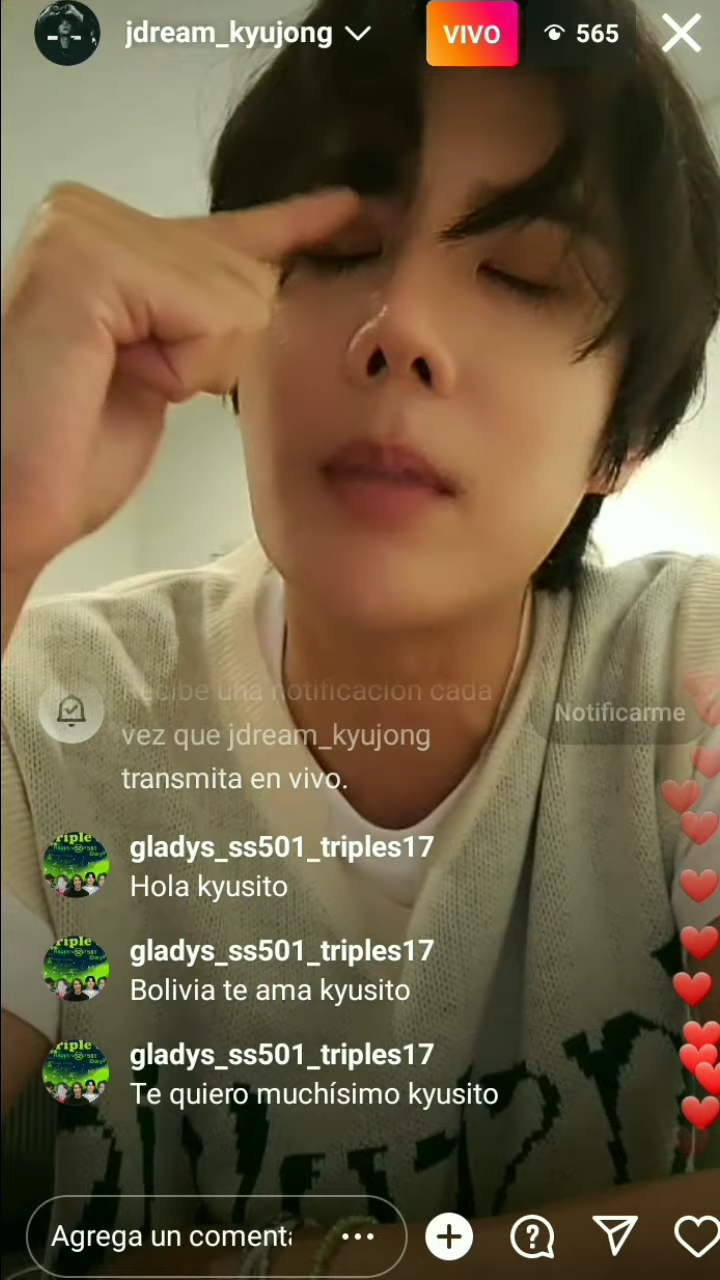 jdream_kyujong
VIVO
565
Recibe una notificación cada
vez que jdream_kyujong
transmita en vivo.
Notificarme
gladys_ss501_triples17
Hola kyusito
gladys_ss501_triples17
Bolivia te ama kyusito
gladys_ss501_triples17
Te quiero muchísimo kyusito
Agrega un coment